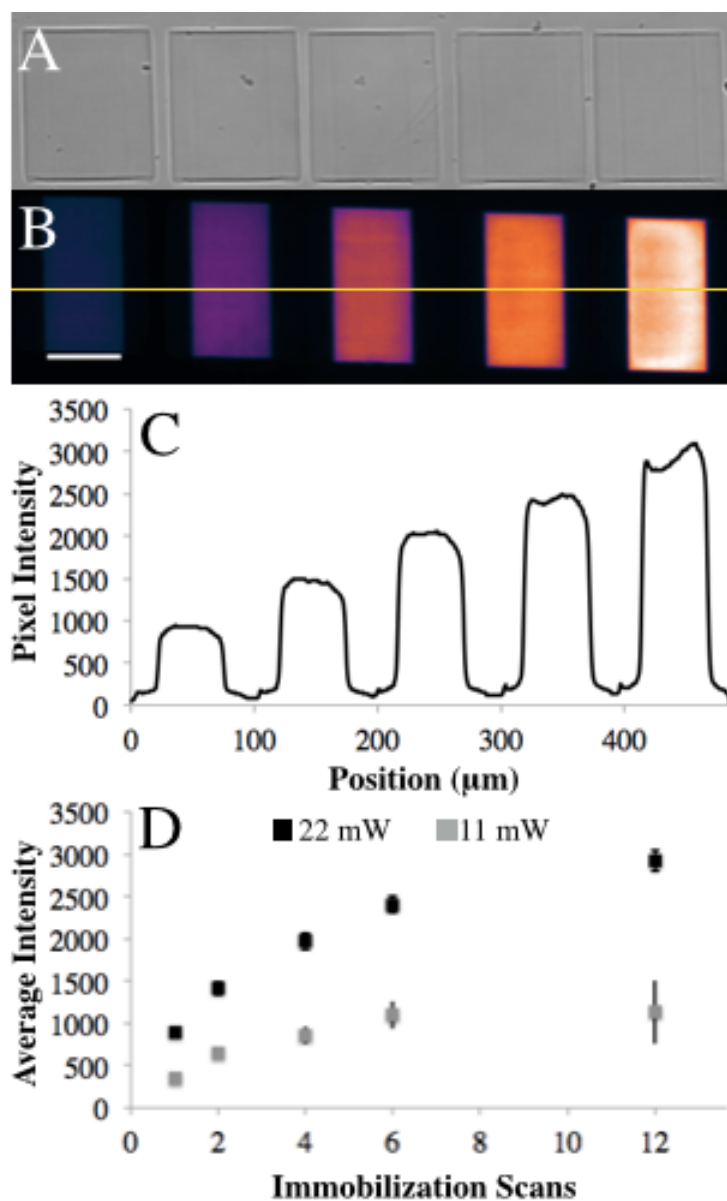 A
B
C
3500
3000
2500
2000
1500
1000
500
0
Pixel Intensity
0 100 200 300 400
Position (µm)
D
22 mW 11 mW
3500
3000
2500
2000
1500
1000
500
0
Average Intensity
0 2 4 6 8 10 12
Immobilization Scans